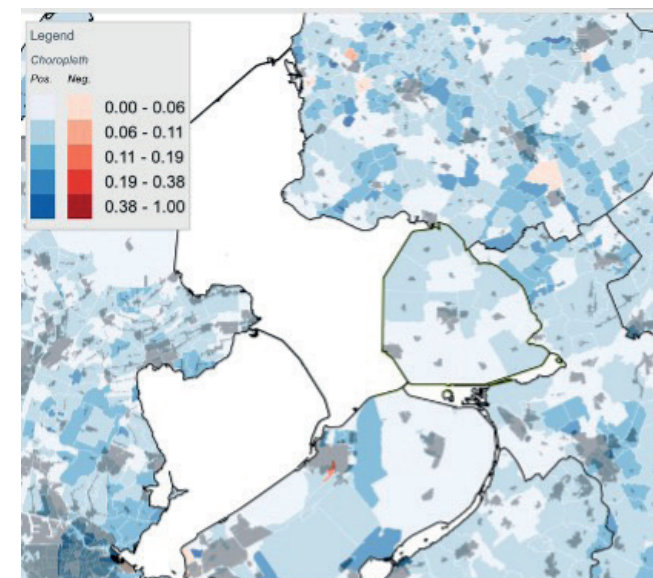 Legend
Choropleth
Pos. Neg.
0.00 - 0.06
0.06 - 0.11
0.11 - 0.19
0.19 - 0.38
0.38 - 1.00